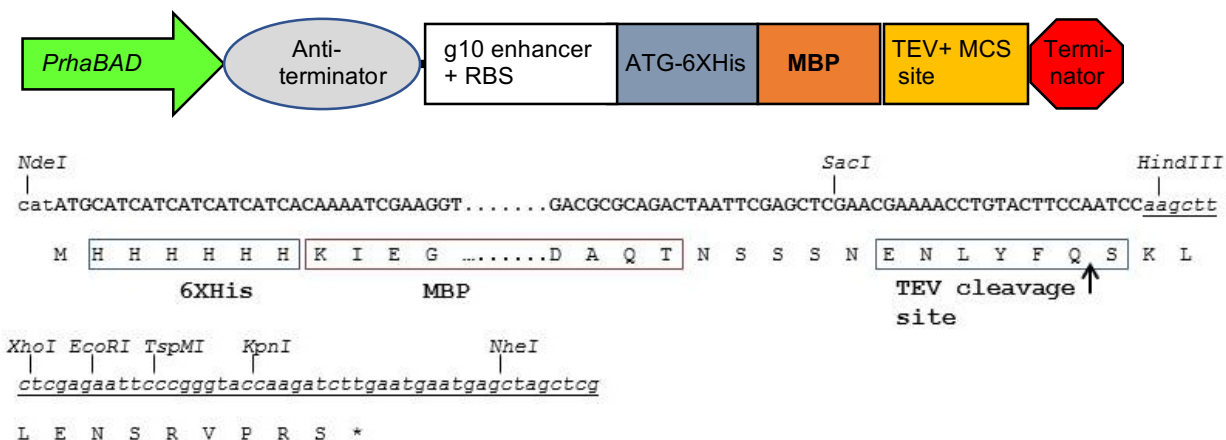 PrhaBAD
Anti-
terminator
g10 enhancer
+ RBS
ATG-6XHis
MBP
TEV+ MCS
site
Termi-
nator
NdeI SacI HindIII
catATGCATCATCATCATCATCACAAAATCGAAGGT.......GACGCGCAGACTAATTCGAGCTCGAACGAAAACCTGTACTTCCAATCCaagctt
M H H H H H H K I E G ........D A Q T N S S S N E N L Y F Q S K L
6XHis MBP TEV cleavage
site
XhoI EcoRI TspMI KpnI NheI
ctcgagaattcccgggtaccaagatcttgaatgaatgagctagctcg
L E N S R V P R S *